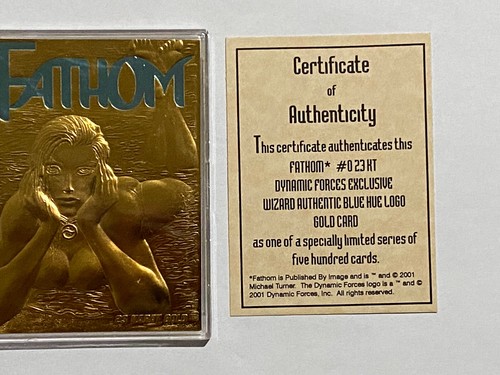 FATHOM
23 KARAT GOLD
Certificate
of
Authenticity
This certificate authenticates this
FATHOM* #0 23 KT
DYNAMIC FORCES EXCLUSIVE
WIZARD AUTHENTIC BLUE HUE LOGO
GOLD CARD
as one of a specially limited series of
five hundred cards.
*Fathom is Published By Image and is ™ and © 2001
Michael Turner. The Dynamic Forces logo is a ™ and ©
2001 Dynamic Forces, Inc. All rights reserved.